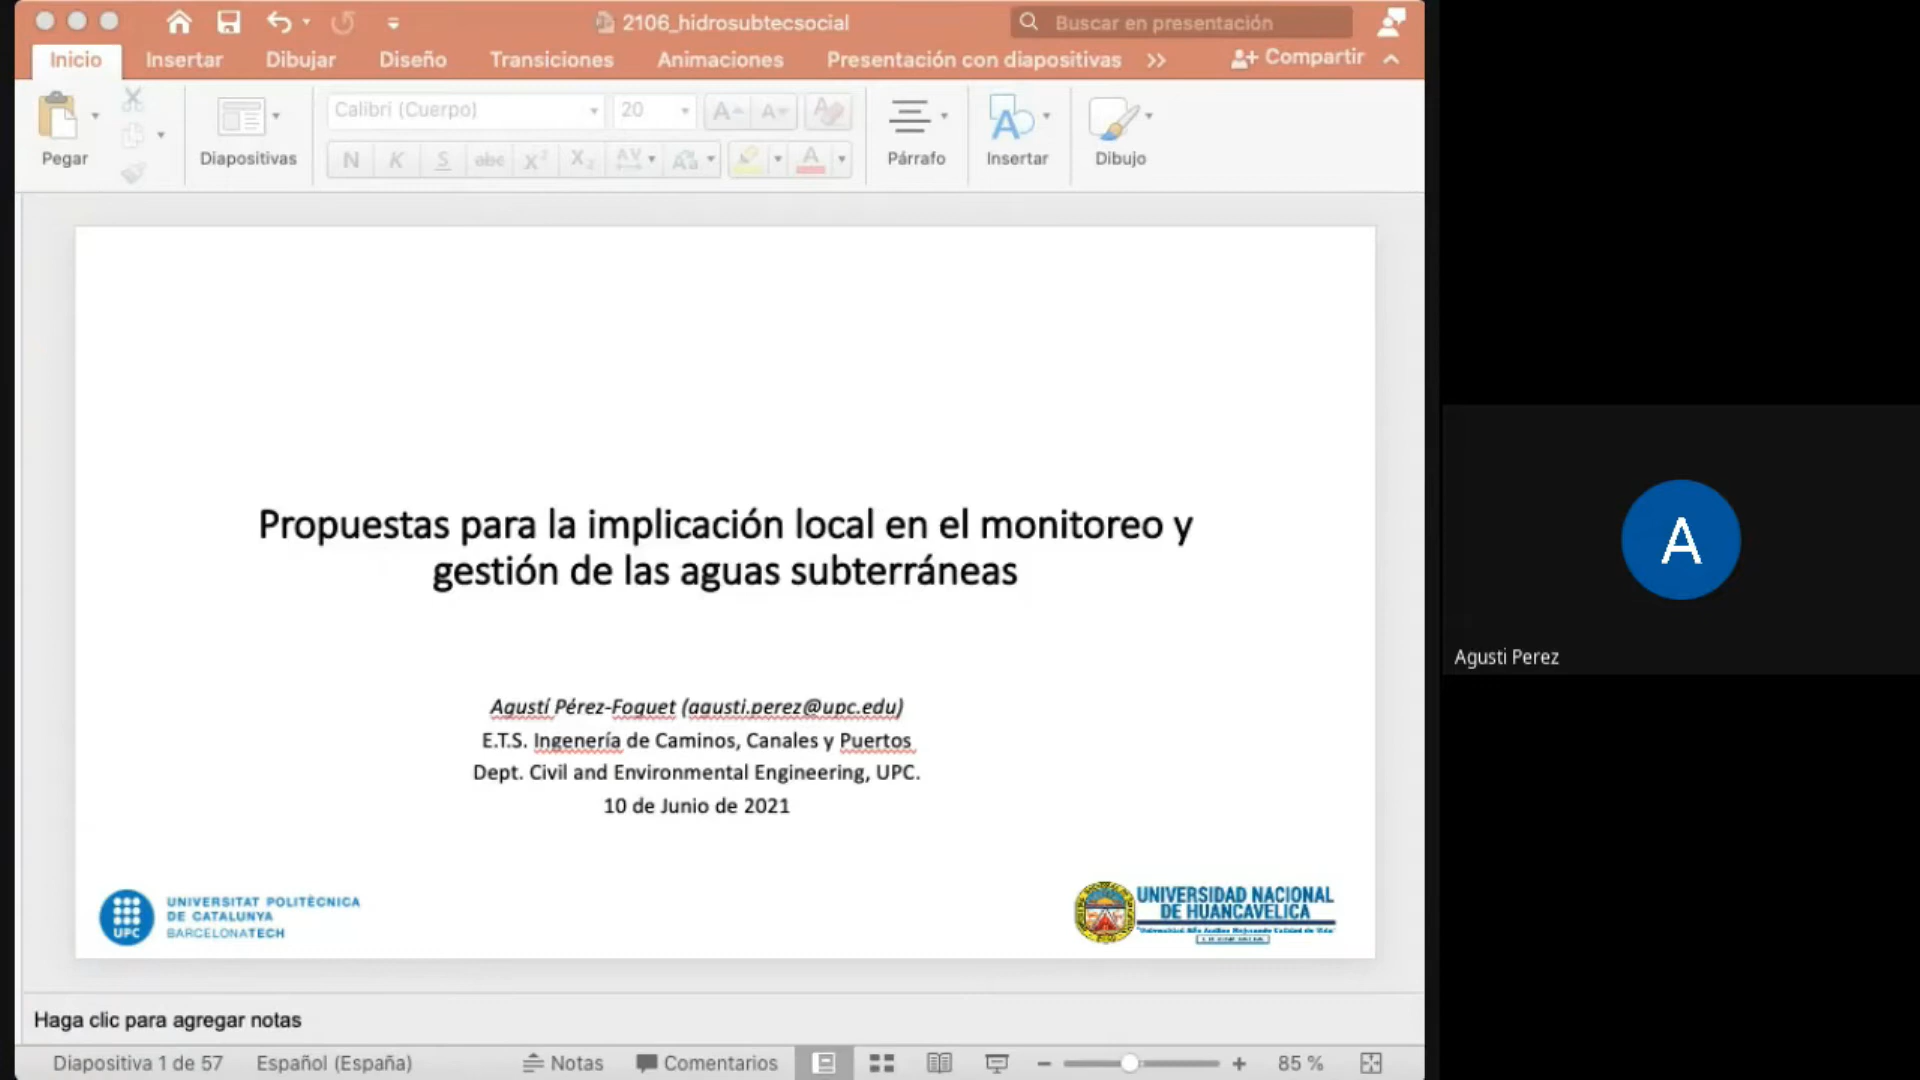 2106_hidrosubtecsocial
Buscar en presentación
Inicio
Insertar
Dibujar
Diseño
Transiciones
Animaciones
Presentación con diapositivas
Compartir
Pegar
Diapositivas
Calibri (Cuerpo)
20
Párrafo
Insertar
Dibujo
Propuestas para la implicación local en el monitoreo y
gestión de las aguas subterráneas
Agustí Pérez-Foguet (agusti.perez@upc.edu)
E.T.S. Ingenería de Caminos, Canales y Puertos
Dept. Civil and Environmental Engineering, UPC.
10 de Junio de 2021
UPC
UNIVERSITAT POLITÈCNICA
DE CATALUNYA
BARCELONATECH
UNIVERSIDAD NACIONAL
DE HUANCAVELICA
Haga clic para agregar notas
Diapositiva 1 de 57
Español (España)
Notas
Comentarios
85 %
A
Agusti Perez